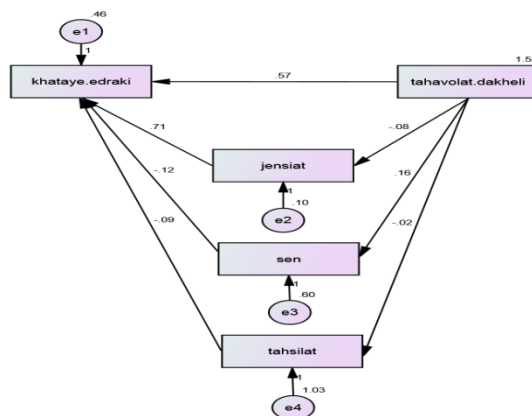 .46
e1
1
1.5
khataye.edraki
.57
tahavolat.dakheli
.71
-.08
-.12
jensiat
.16
-.09
1
.10
-.02
e2
sen
1
.60
e3
tahsilat
1
1.03
e4